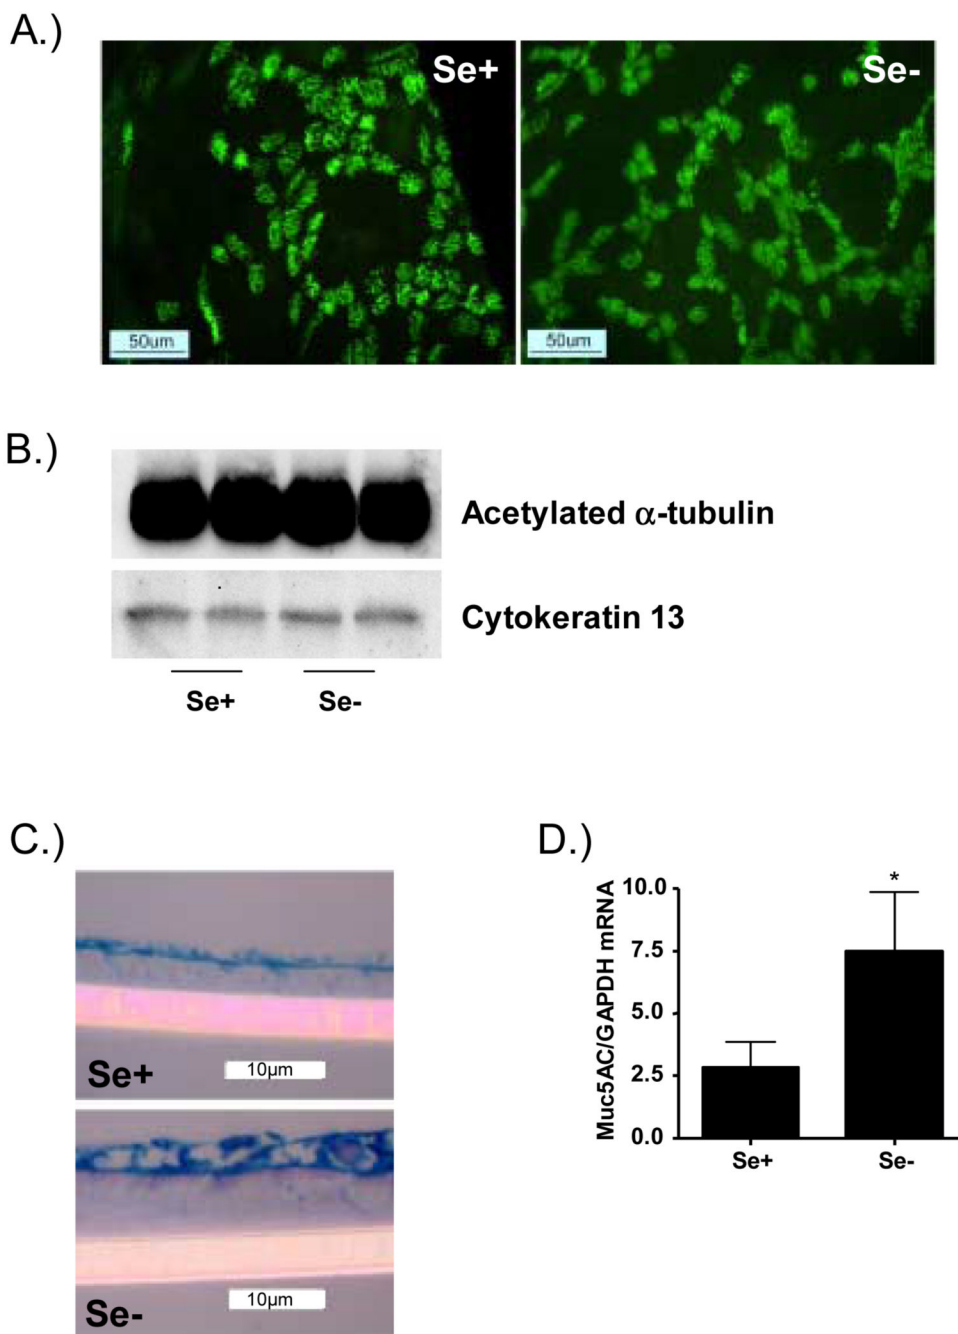 A.)
Se+
Se-
50um
50um
B.)
Acetylated α-tubulin
Cytokeratin 13
Se+
Se-
C.)
Se+
10µm
Se-
10µm
D.)
Muc5AC/GAPDH mRNA
10.0
7.5
5.0
2.5
0.0
*
Se+
Se-